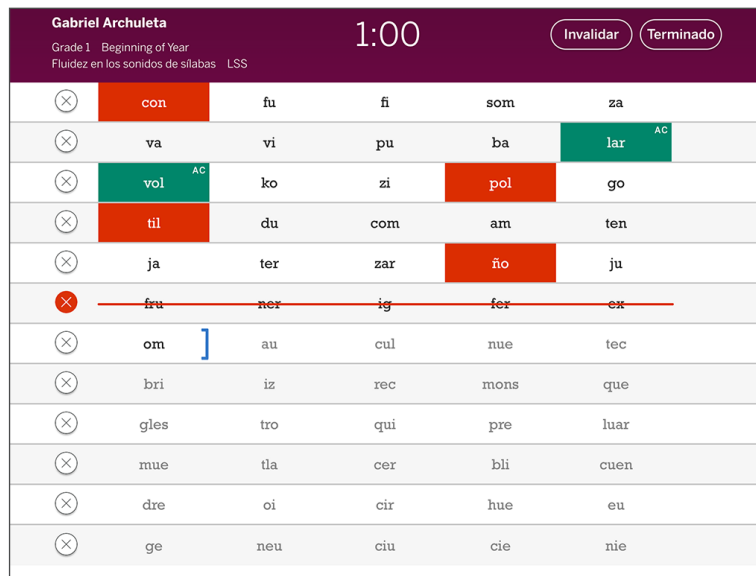 Gabriel Archuleta
Grade 1 Beginning of Year
Fluidez en los sonidos de sílabas LSS
1:00
Invalidar Terminado
con fu fi som za
va vi pu ba lar AC
vol AC ko zi pol go
til du com am ten
ja ter zar ño ju
fru ner ig fer ex
om au cul nue tec
bri iz rec mons que
gles tro qui pre luar
mue tla cer bli cuen
dre oi cir hue eu
ge neu ciu cie nie